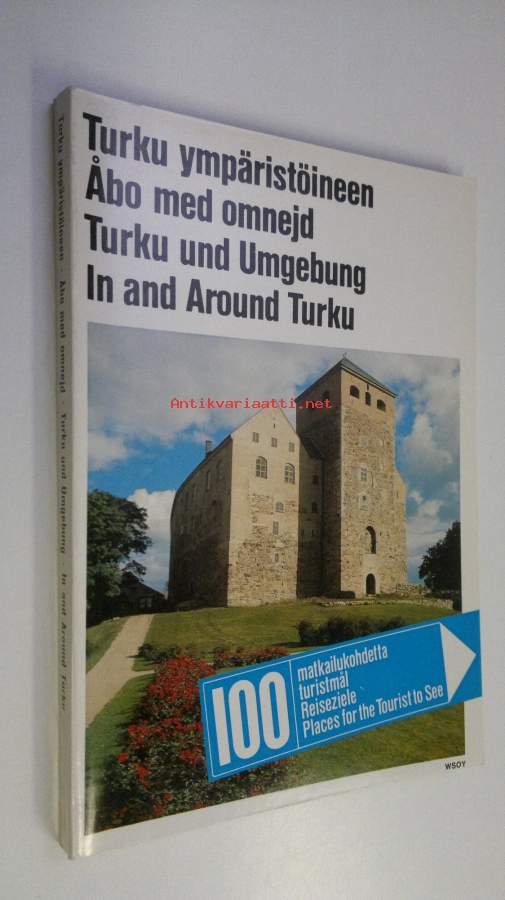 Turku ympäristöineen
Åbo med omnejd
Turku und Umgebung
In and Around Turku
Antikvariaatti.net
100
matkailukohdetta
turistmål
Reiseziele
Places for the Tourist to See
WSOY
Turku ympäristöineen · Åbo med omnejd · Turku und Umgebung · In and Around Turku